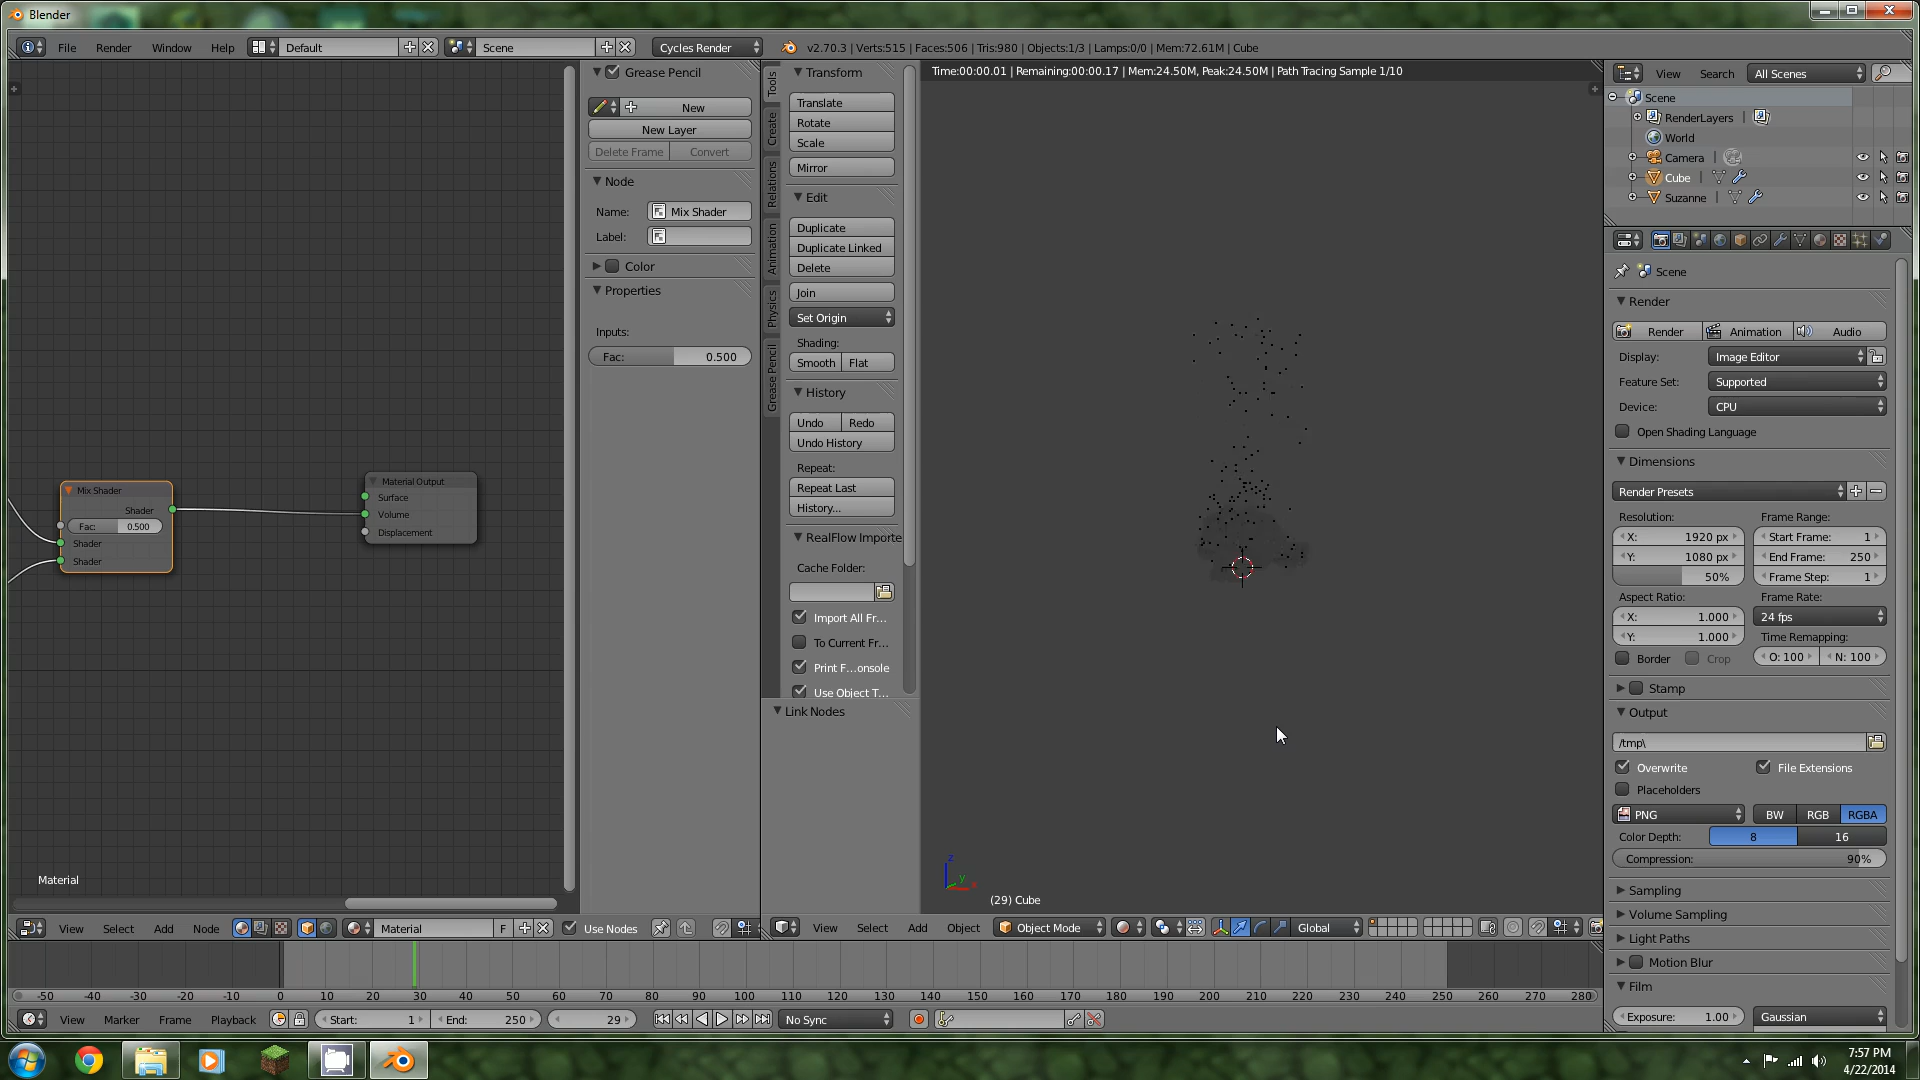 Blender
File Render Window Help Default Scene Cycles Render v2.70.3 | Verts:515 | Faces:506 | Tris:980 | Objects:1/3 | Lamps:0/0 | Mem:72.61M | Cube
Grease Pencil
New
New Layer
Delete Frame Convert
Node
Name: Mix Shader
Label:
Color
Properties
Inputs:
Fac: 0.500
Mix Shader
Shader
Fac: 0.500
Shader
Shader
Material Output
Surface
Volume
Displacement
Material
View Select Add Node Material F Use Nodes
Tools
Create
Relations
Animation
Physics
Grease Pencil
Transform
Translate
Rotate
Scale
Mirror
Edit
Duplicate
Duplicate Linked
Delete
Join
Set Origin
Shading:
Smooth Flat
History
Undo Redo
Undo History
Repeat:
Repeat Last
History...
RealFlow Importe
Cache Folder:
Import All Fr...
To Current Fr...
Print F...onsole
Use Object T...
Link Nodes
Time:00:00.01 | Remaining:00:00.17 | Mem:24.50M, Peak:24.50M | Path Tracing Sample 1/10
z
y
x
(29) Cube
View Select Add Object Object Mode Global
View Search All Scenes
Scene
RenderLayers |
World
Camera |
Cube |
Suzanne |
Scene
Render
Render Animation Audio
Display: Image Editor
Feature Set: Supported
Device: CPU
Open Shading Language
Dimensions
Render Presets
Resolution: Frame Range:
X: 1920 px Start Frame: 1
Y: 1080 px End Frame: 250
50% Frame Step: 1
Aspect Ratio: Frame Rate:
X: 1.000 24 fps
Y: 1.000 Time Remapping:
Border Crop O: 100 N: 100
Stamp
Output
/tmp\
Overwrite File Extensions
Placeholders
PNG BW RGB RGBA
Color Depth: 8 16
Compression: 90%
Sampling
Volume Sampling
Light Paths
Motion Blur
Film
Exposure: 1.00 Gaussian
-50 -40 -30 -20 -10 0 10 20 30 40 50 60 70 80 90 100 110 120 130 140 150 160 170 180 190 200 210 220 230 240 250 260 270 280
View Marker Frame Playback Start: 1 End: 250 29 No Sync
7:57 PM
4/22/2014